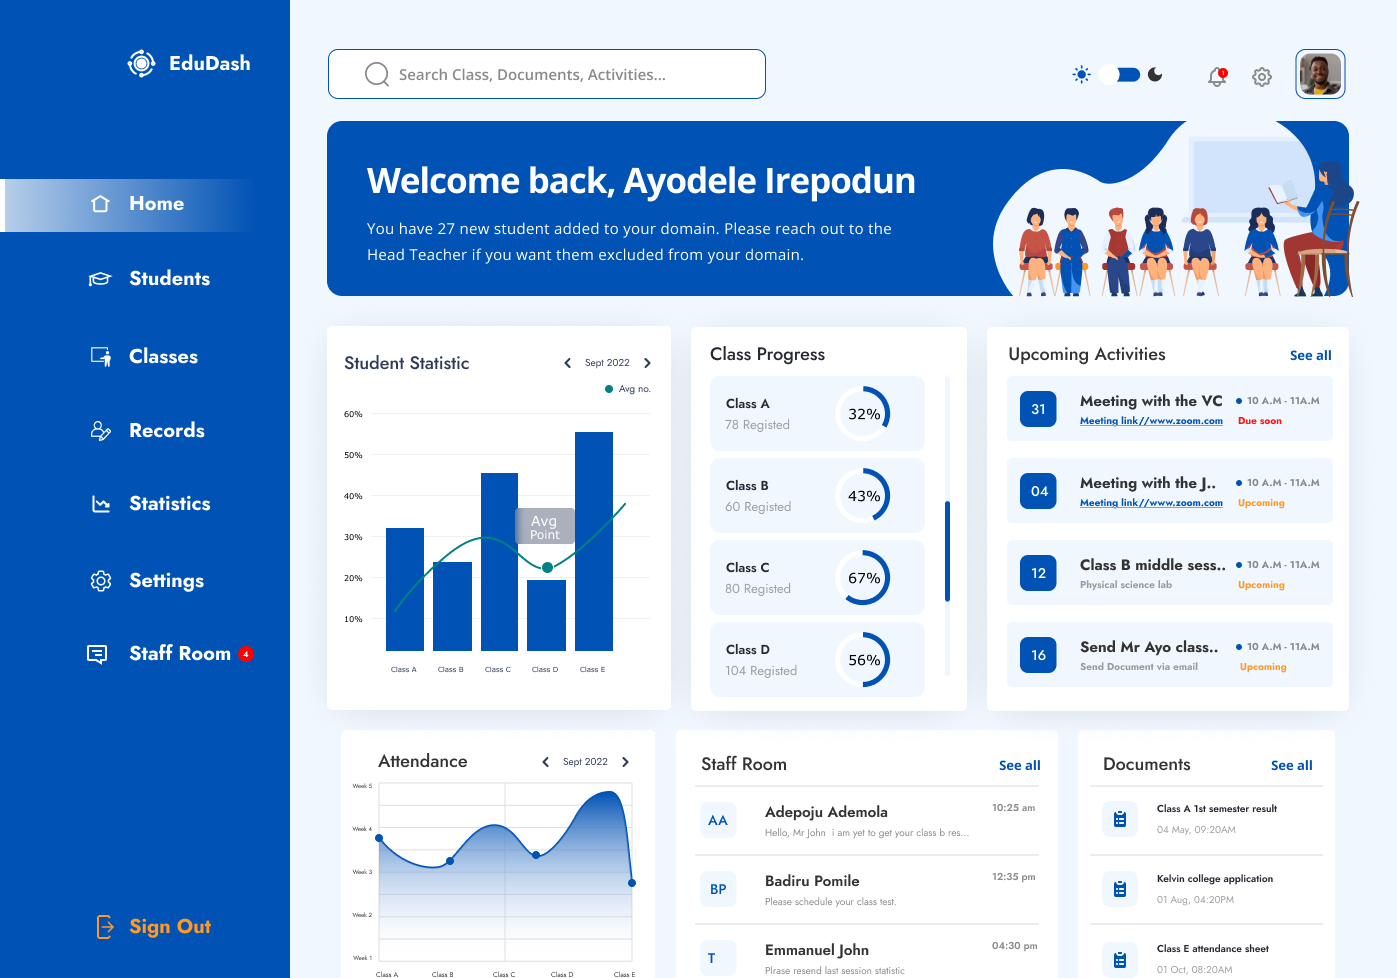 EduDash
Home
Students
Classes
Records
Statistics
Settings
Staff Room 4
Sign Out
Search Class, Documents, Activities...
1
Welcome back, Ayodele Irepodun
You have 27 new student added to your domain. Please reach out to the
Head Teacher if you want them excluded from your domain.
Student Statistic
Sept 2022
Avg no.
60%
50%
40%
30%
20%
10%
Avg
Point
Class A Class B Class C Class D Class E
Class Progress
Class A
78 Registed
32%
Class B
60 Registed
43%
Class C
80 Registed
67%
Class D
104 Registed
56%
Upcoming Activities
See all
31
Meeting with the VC
10 A.M - 11A.M
Meeting link//www.zoom.com
Due soon
04
Meeting with the J..
10 A.M - 11A.M
Meeting link//www.zoom.com
Upcoming
12
Class B middle sess..
10 A.M - 11A.M
Physical science lab
Upcoming
16
Send Mr Ayo class..
10 A.M - 11A.M
Send Document via email
Upcoming
Attendance
Sept 2022
Week 5
Week 4
Week 3
Week 2
Week 1
Class A Class B Class C Class D Class E
Staff Room
See all
AA
Adepoju Ademola
10:25 am
Hello, Mr John i am yet to get your class b res...
BP
Badiru Pomile
12:35 pm
Please schedule your class test.
T
Emmanuel John
04:30 pm
Plrase resend last session statistic
Documents
See all
Class A 1st semester result
04 May, 09:20AM
Kelvin college application
01 Aug, 04:20PM
Class E attendance sheet
01 Oct, 08:20AM